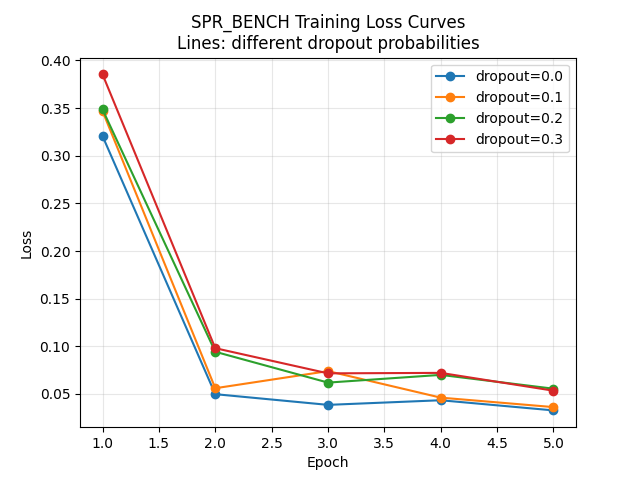 SPR_BENCH Training Loss Curves
Lines: different dropout probabilities
dropout=0.0
dropout=0.1
dropout=0.2
dropout=0.3
Loss
0.40
0.35
0.30
0.25
0.20
0.15
0.10
0.05
1.0 1.5 2.0 2.5 3.0 3.5 4.0 4.5 5.0
Epoch